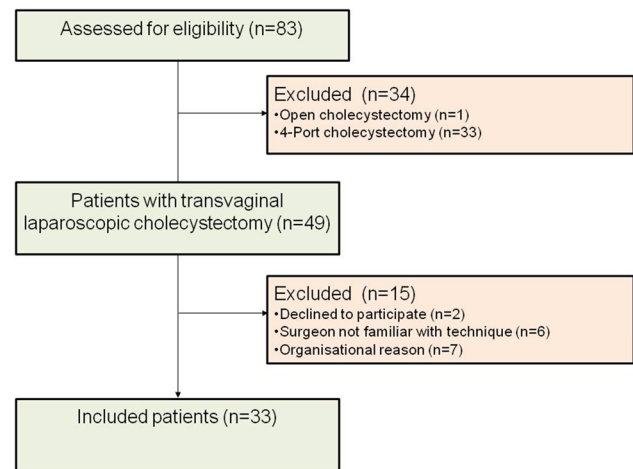 Assessed for eligibility (n=83)
Excluded (n=34)
•Open cholecystectomy (n=1)
•4-Port cholecystectomy (n=33)
Patients with transvaginal
laparoscopic cholecystectomy (n=49)
Excluded (n=15)
•Declined to participate (n=2)
•Surgeon not familiar with technique (n=6)
•Organisational reason (n=7)
Included patients (n=33)